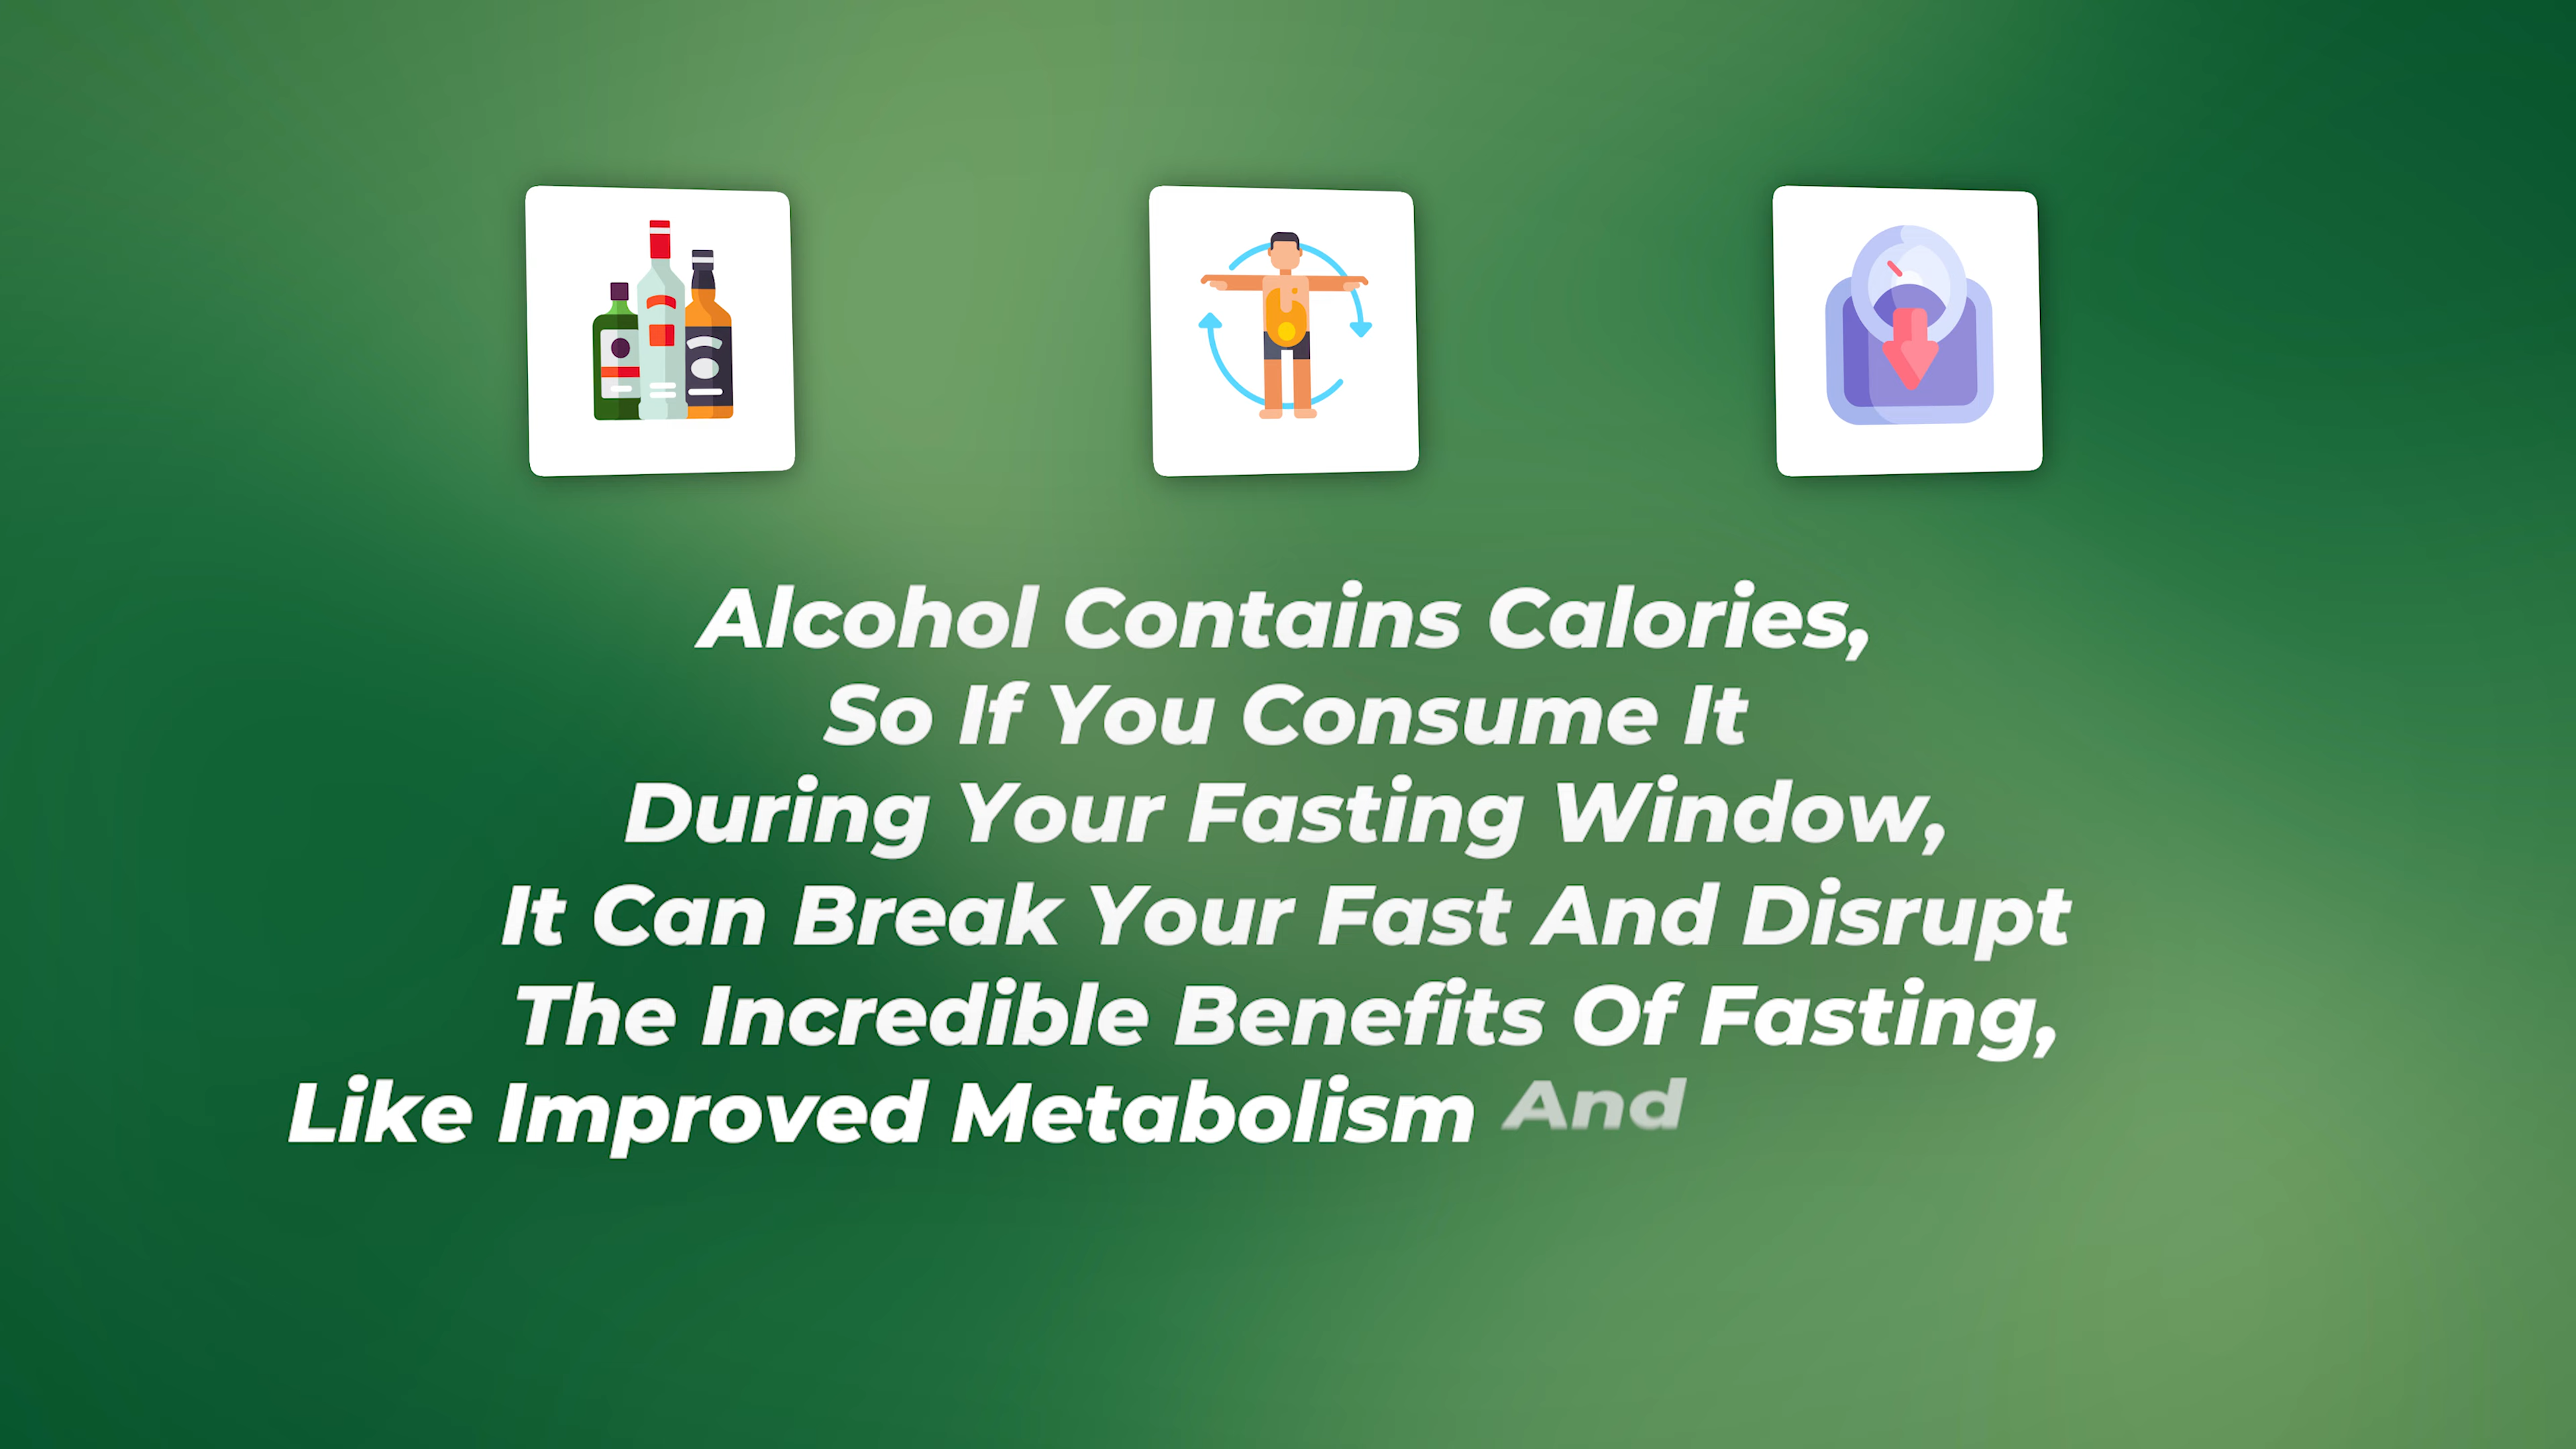 Alcohol Contains Calories,
So If You Consume It
During Your Fasting Window,
It Can Break Your Fast And Disrupt
The Incredible Benefits Of Fasting,
Like Improved Metabolism And